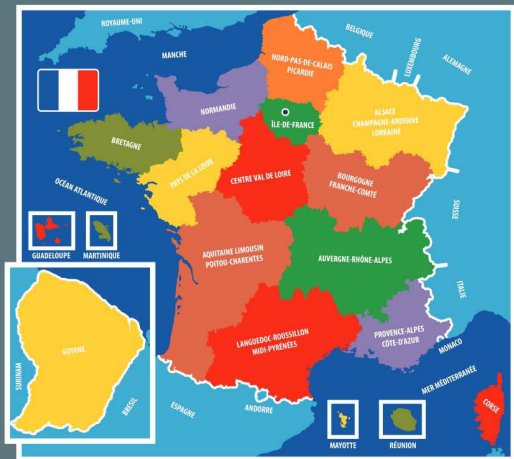 ROYAUME-UNI
BELGIQUE
LUXEMBOURG
ALLEMAGNE
MANCHE
NORD-PAS-DE-CALAIS
PICARDIE
NORMANDIE
ÎLE-DE-FRANCE
ALSACE
CHAMPAGNE-ARDENNE
LORRAINE
BRETAGNE
PAYS DE LA LOIRE
CENTRE VAL DE LOIRE
BOURGOGNE
FRANCHE-COMTÉ
OCÉAN ATLANTIQUE
SUISSE
GUADELOUPE
MARTINIQUE
AQUITAINE LIMOUSIN
POITOU-CHARENTES
AUVERGNE-RHÔNE-ALPES
ITALIE
LANGUEDOC-ROUSSILLON
MIDI-PYRÉNÉES
PROVENCE-ALPES
CÔTE-D'AZUR
MONACO
GUYANE
SURINAM
BRESIL
ESPAGNE
ANDORRE
MER MÉDITERRANÉE
CORSE
MAYOTTE
RÉUNION